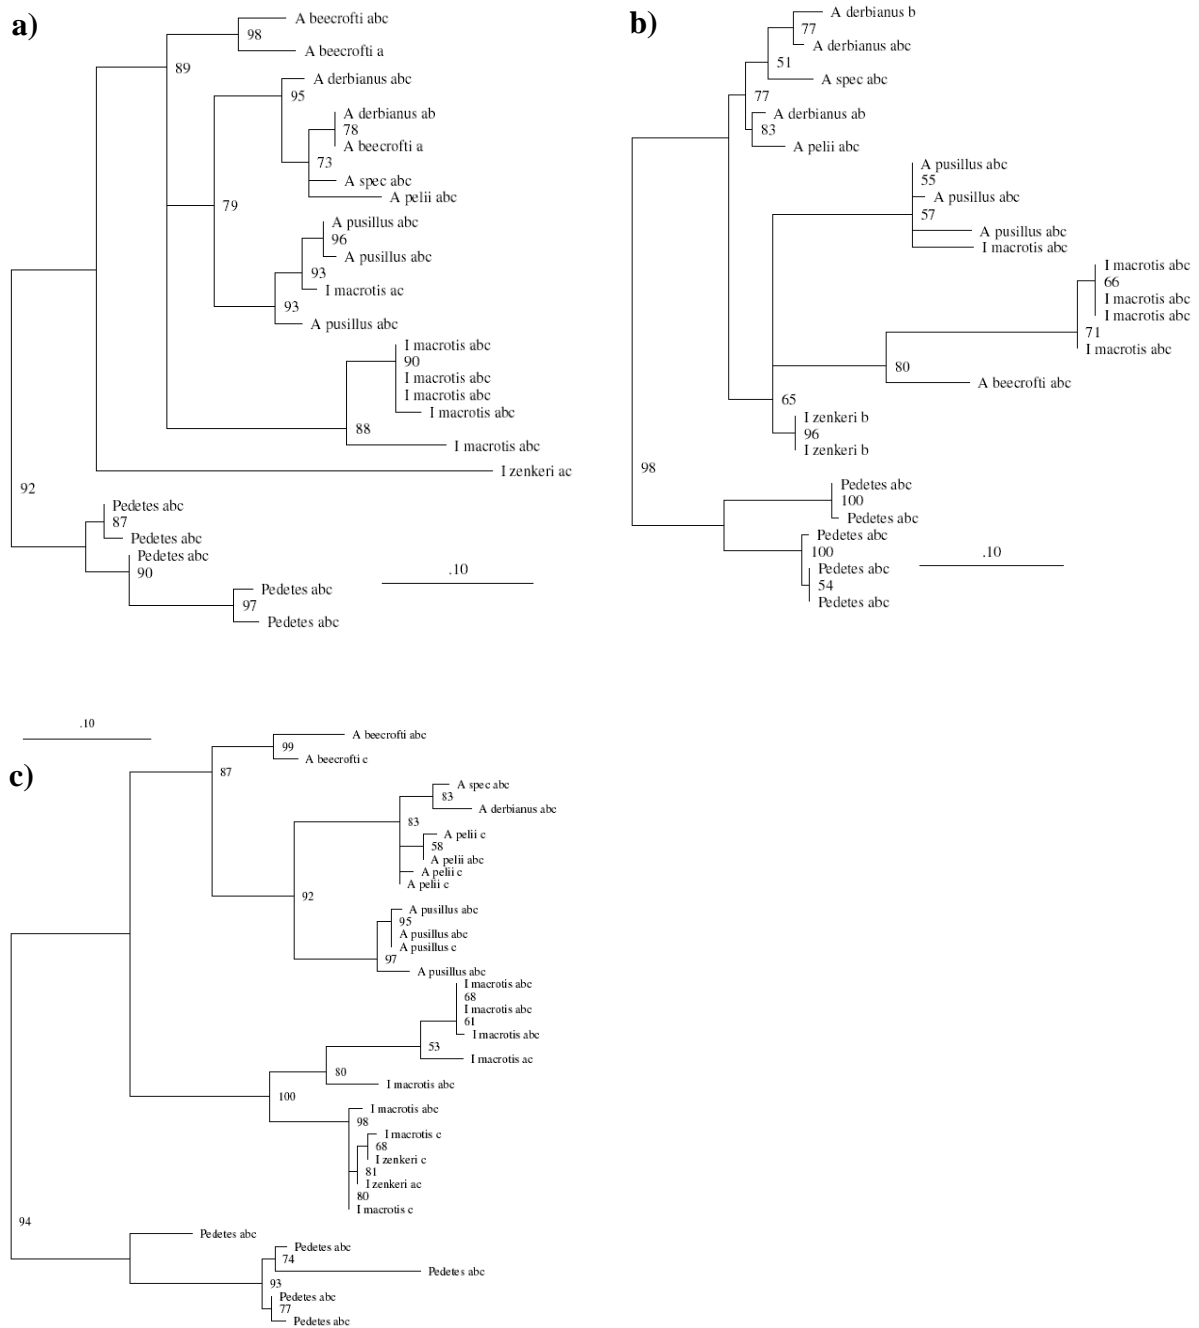 a)
A beecrofti abc
98
A beecrofti a
89
A derbianus abc
95
A derbianus ab
78
A beecrofti a
73
A spec abc
A pelii abc
79
A pusillus abc
96
A pusillus abc
93
I macrotis ac
93
A pusillus abc
I macrotis abc
90
I macrotis abc
I macrotis abc
I macrotis abc
88
I macrotis abc
I zenkeri ac
92
Pedetes abc
87
Pedetes abc
Pedetes abc
90
Pedetes abc
97
Pedetes abc
.10
b)
A derbianus b
77
A derbianus abc
51
A spec abc
77
A derbianus ab
83
A pelii abc
A pusillus abc
55
A pusillus abc
57
A pusillus abc
I macrotis abc
I macrotis abc
66
I macrotis abc
I macrotis abc
71
I macrotis abc
80
A beecrofti abc
65
I zenkeri b
96
I zenkeri b
98
Pedetes abc
100
Pedetes abc
Pedetes abc
100
Pedetes abc
54
Pedetes abc
.10
.10
c)
A beecrofti abc
99
A beecrofti c
87
A spec abc
83
A derbianus abc
83
A pelii c
58
A pelii abc
A pelii c
A pelii c
92
A pusillus abc
95
A pusillus abc
A pusillus c
97
A pusillus abc
I macrotis abc
68
I macrotis abc
61
I macrotis abc
53
I macrotis ac
80
I macrotis abc
100
I macrotis abc
98
I macrotis c
68
I zenkeri c
81
I zenkeri ac
80
I macrotis c
94
Pedetes abc
Pedetes abc
74
Pedetes abc
93
Pedetes abc
77
Pedetes abc